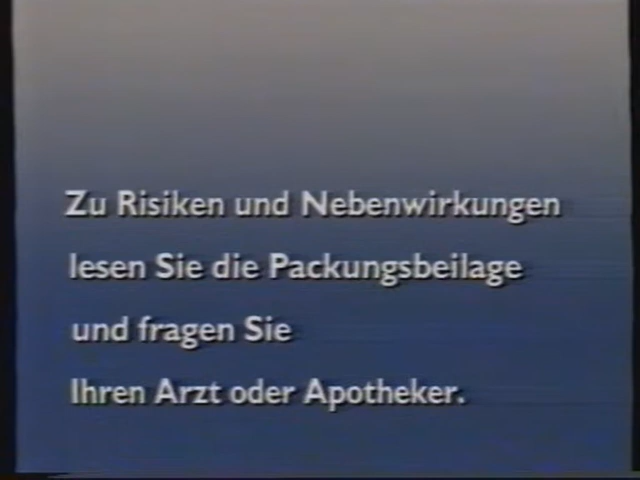 Zu Risiken und Nebenwirkungen
lesen Sie die Packungsbeilage
und fragen Sie
Ihren Arzt oder Apotheker.